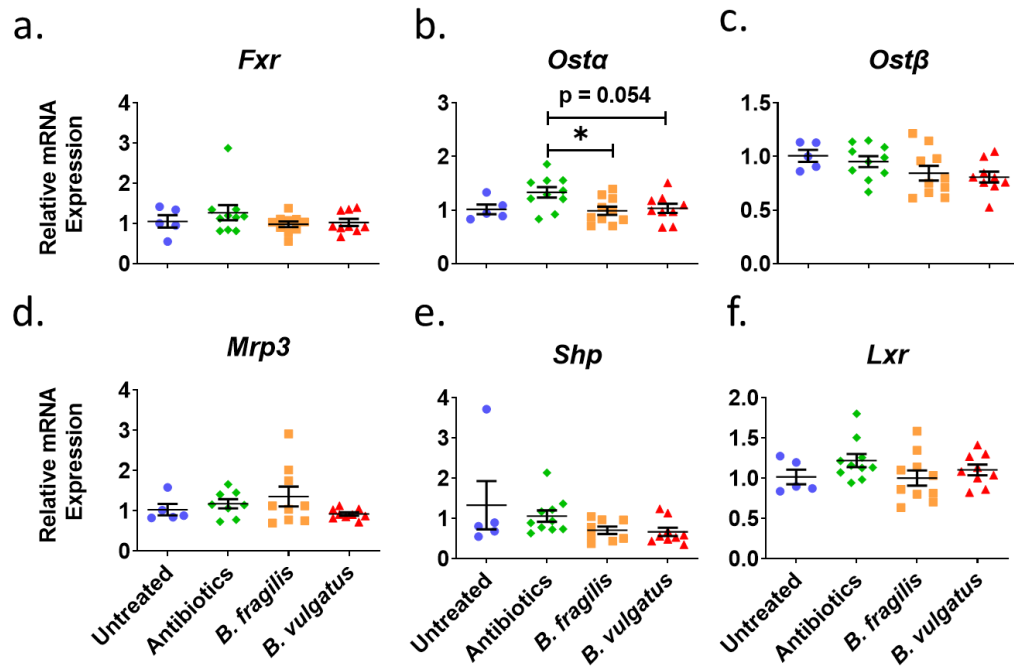 a.
Fxr
Relative mRNA
Expression
4
3
2
1
0
b.
Ostα
p = 0.054
*
3
2
1
0
c.
Ostβ
1.5
1.0
0.5
0.0
d.
Mrp3
Relative mRNA
Expression
4
3
2
1
0
Untreated
Antibiotics
B. fragilis
B. vulgatus
e.
Shp
4
3
2
1
0
Untreated
Antibiotics
B. fragilis
B. vulgatus
f.
Lxr
2.0
1.5
1.0
0.5
0.0
Untreated
Antibiotics
B. fragilis
B. vulgatus